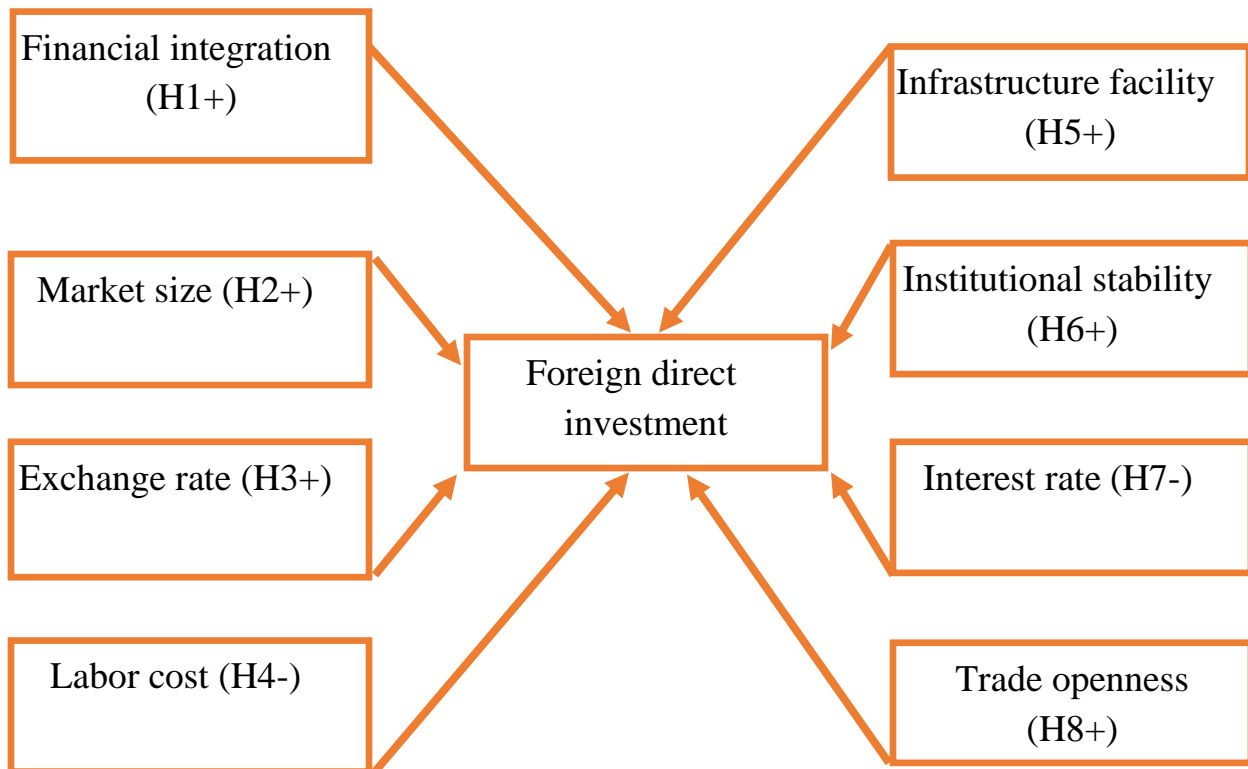 Financial integration
(H1+)
Market size (H2+)
Exchange rate (H3+)
Labor cost (H4-)
Foreign direct
investment
Infrastructure facility
(H5+)
Institutional stability
(H6+)
Interest rate (H7-)
Trade openness
(H8+)